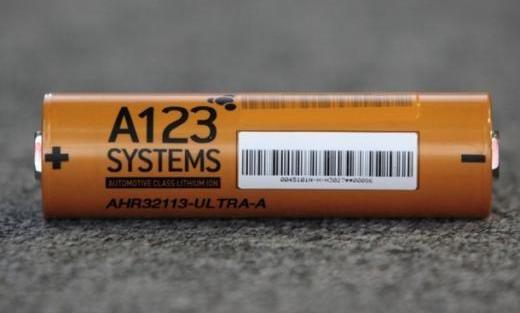 A123
SYSTEMS
AUTOMOTIVE CLASS LITHIUM ION
AHR32113-ULTRA-A
+
-